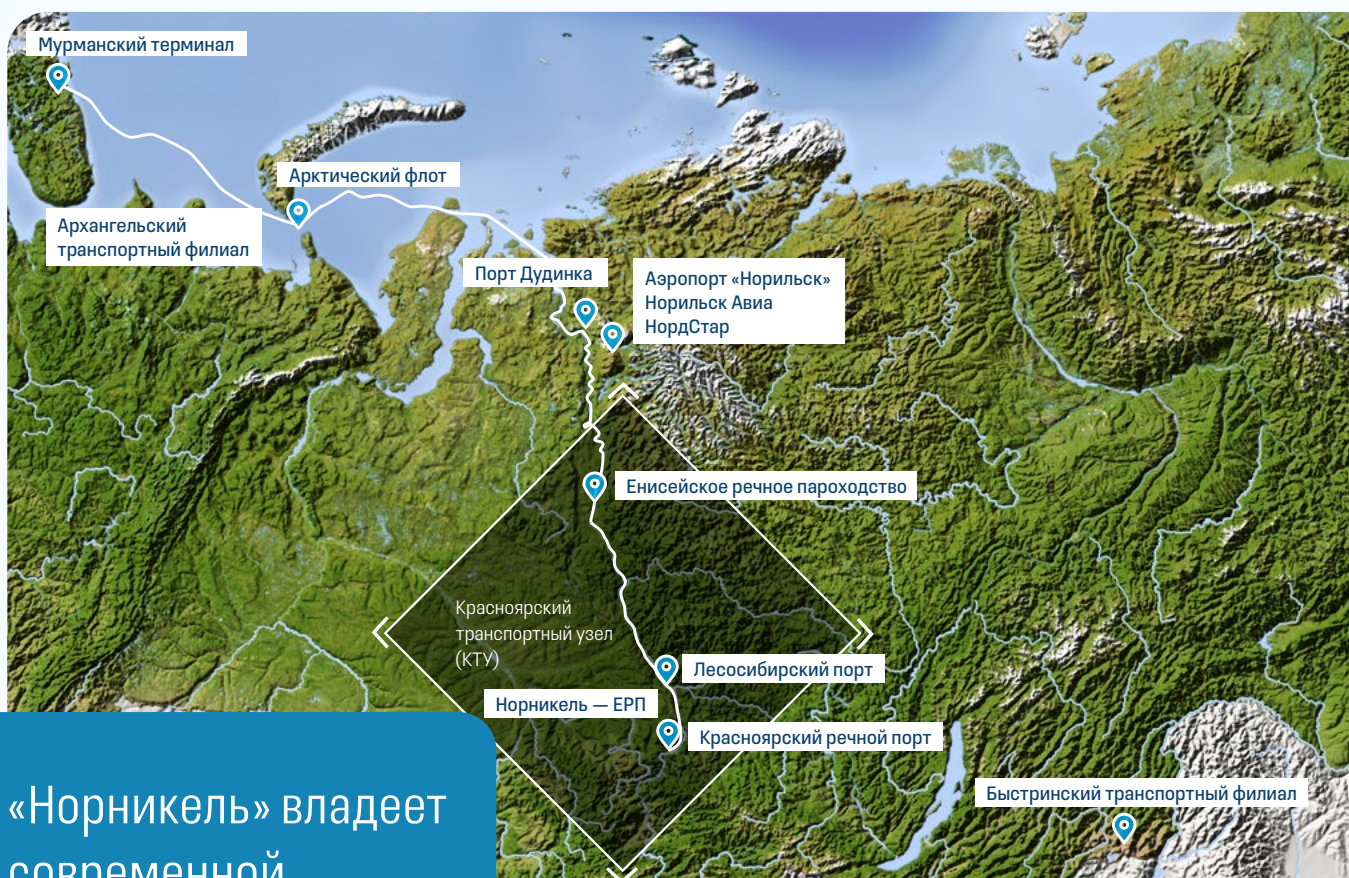 Мурманский терминал
Арктический флот
Архангельский
транспортный филиал
Порт Дудинка
Аэропорт «Норильск»
Норильск Авиа
НордСтар
Енисейское речное пароходство
Красноярский
транспортный узел
(КТУ)
Лесосибирский порт
Норникель — ЕРП
Красноярский речной порт
Быстринский транспортный филиал
«Норникель» владеет
современной